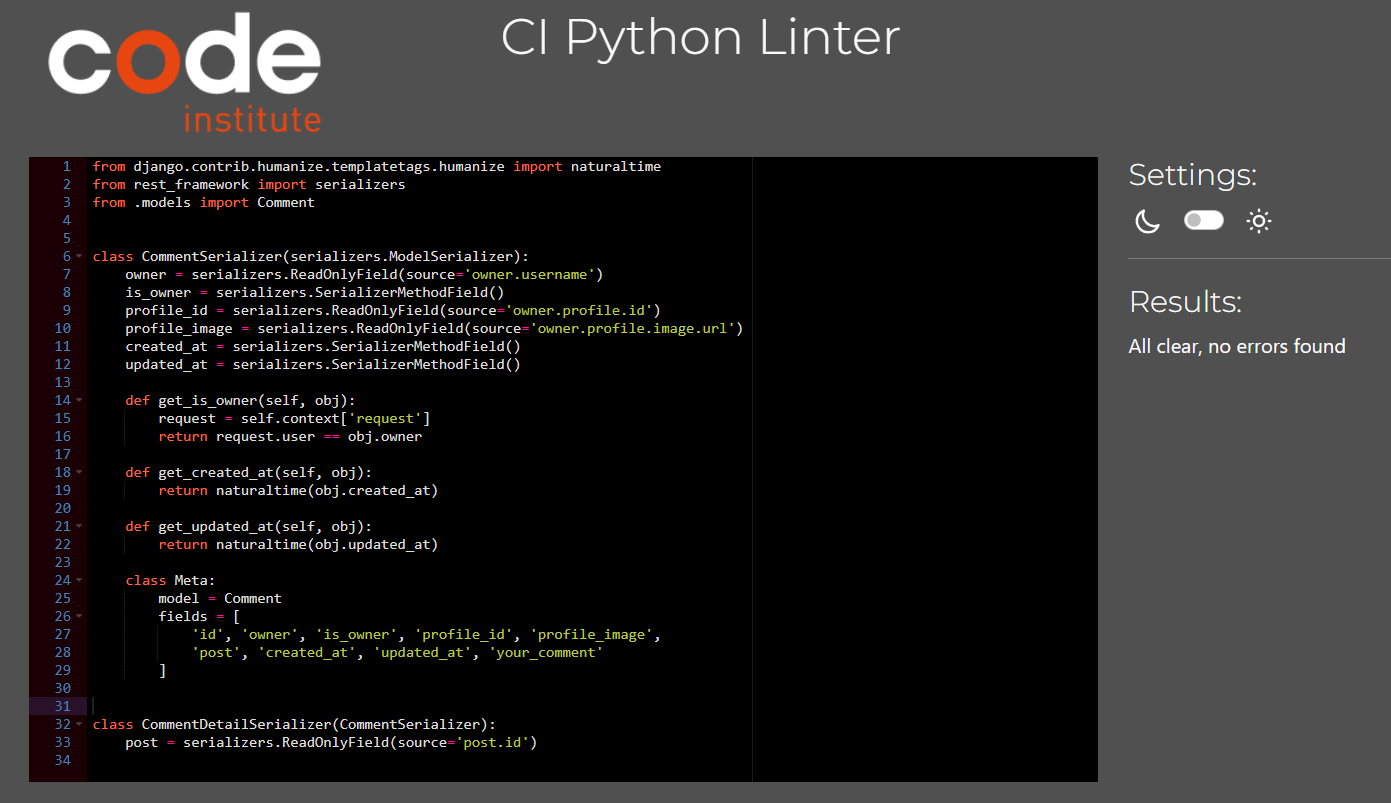 code
institute
CI Python Linter
1 from django.contrib.humanize.templatetags.humanize import naturaltime
2 from rest_framework import serializers
3 from .models import Comment
4
5
6 class CommentSerializer(serializers.ModelSerializer):
7     owner = serializers.ReadOnlyField(source='owner.username')
8     is_owner = serializers.SerializerMethodField()
9     profile_id = serializers.ReadOnlyField(source='owner.profile.id')
10     profile_image = serializers.ReadOnlyField(source='owner.profile.image.url')
11     created_at = serializers.SerializerMethodField()
12     updated_at = serializers.SerializerMethodField()
13
14     def get_is_owner(self, obj):
15         request = self.context['request']
16         return request.user == obj.owner
17
18     def get_created_at(self, obj):
19         return naturaltime(obj.created_at)
20
21     def get_updated_at(self, obj):
22         return naturaltime(obj.updated_at)
23
24     class Meta:
25         model = Comment
26         fields = [
27             'id', 'owner', 'is_owner', 'profile_id', 'profile_image',
28             'post', 'created_at', 'updated_at', 'your_comment'
29         ]
30
31
32 class CommentDetailSerializer(CommentSerializer):
33     post = serializers.ReadOnlyField(source='post.id')
34
Settings:
Results:
All clear, no errors found